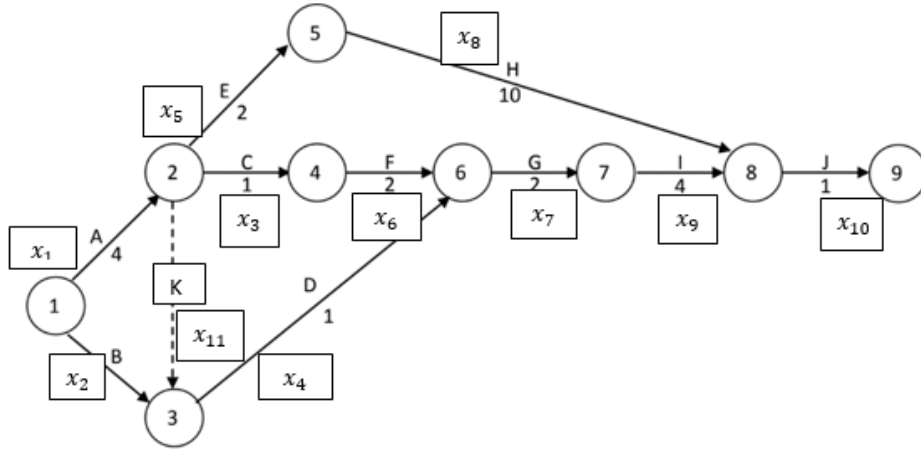 5
x₈
H
10
E
2
x₅
2
C
1
x₃
4
F
2
x₆
6
G
2
x₇
7
I
4
x₉
8
J
1
x₁₀
9
x₁
A
4
K
D
1
1
x₁₁
B
x₂
x₄
3